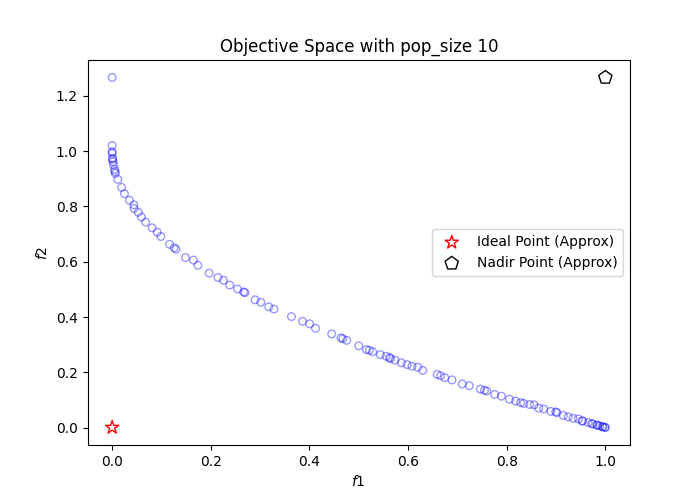 Objective Space with pop_size 10
f2
1.2
1.0
0.8
0.6
0.4
0.2
0.0
Ideal Point (Approx)
Nadir Point (Approx)
0.0 0.2 0.4 0.6 0.8 1.0
f1